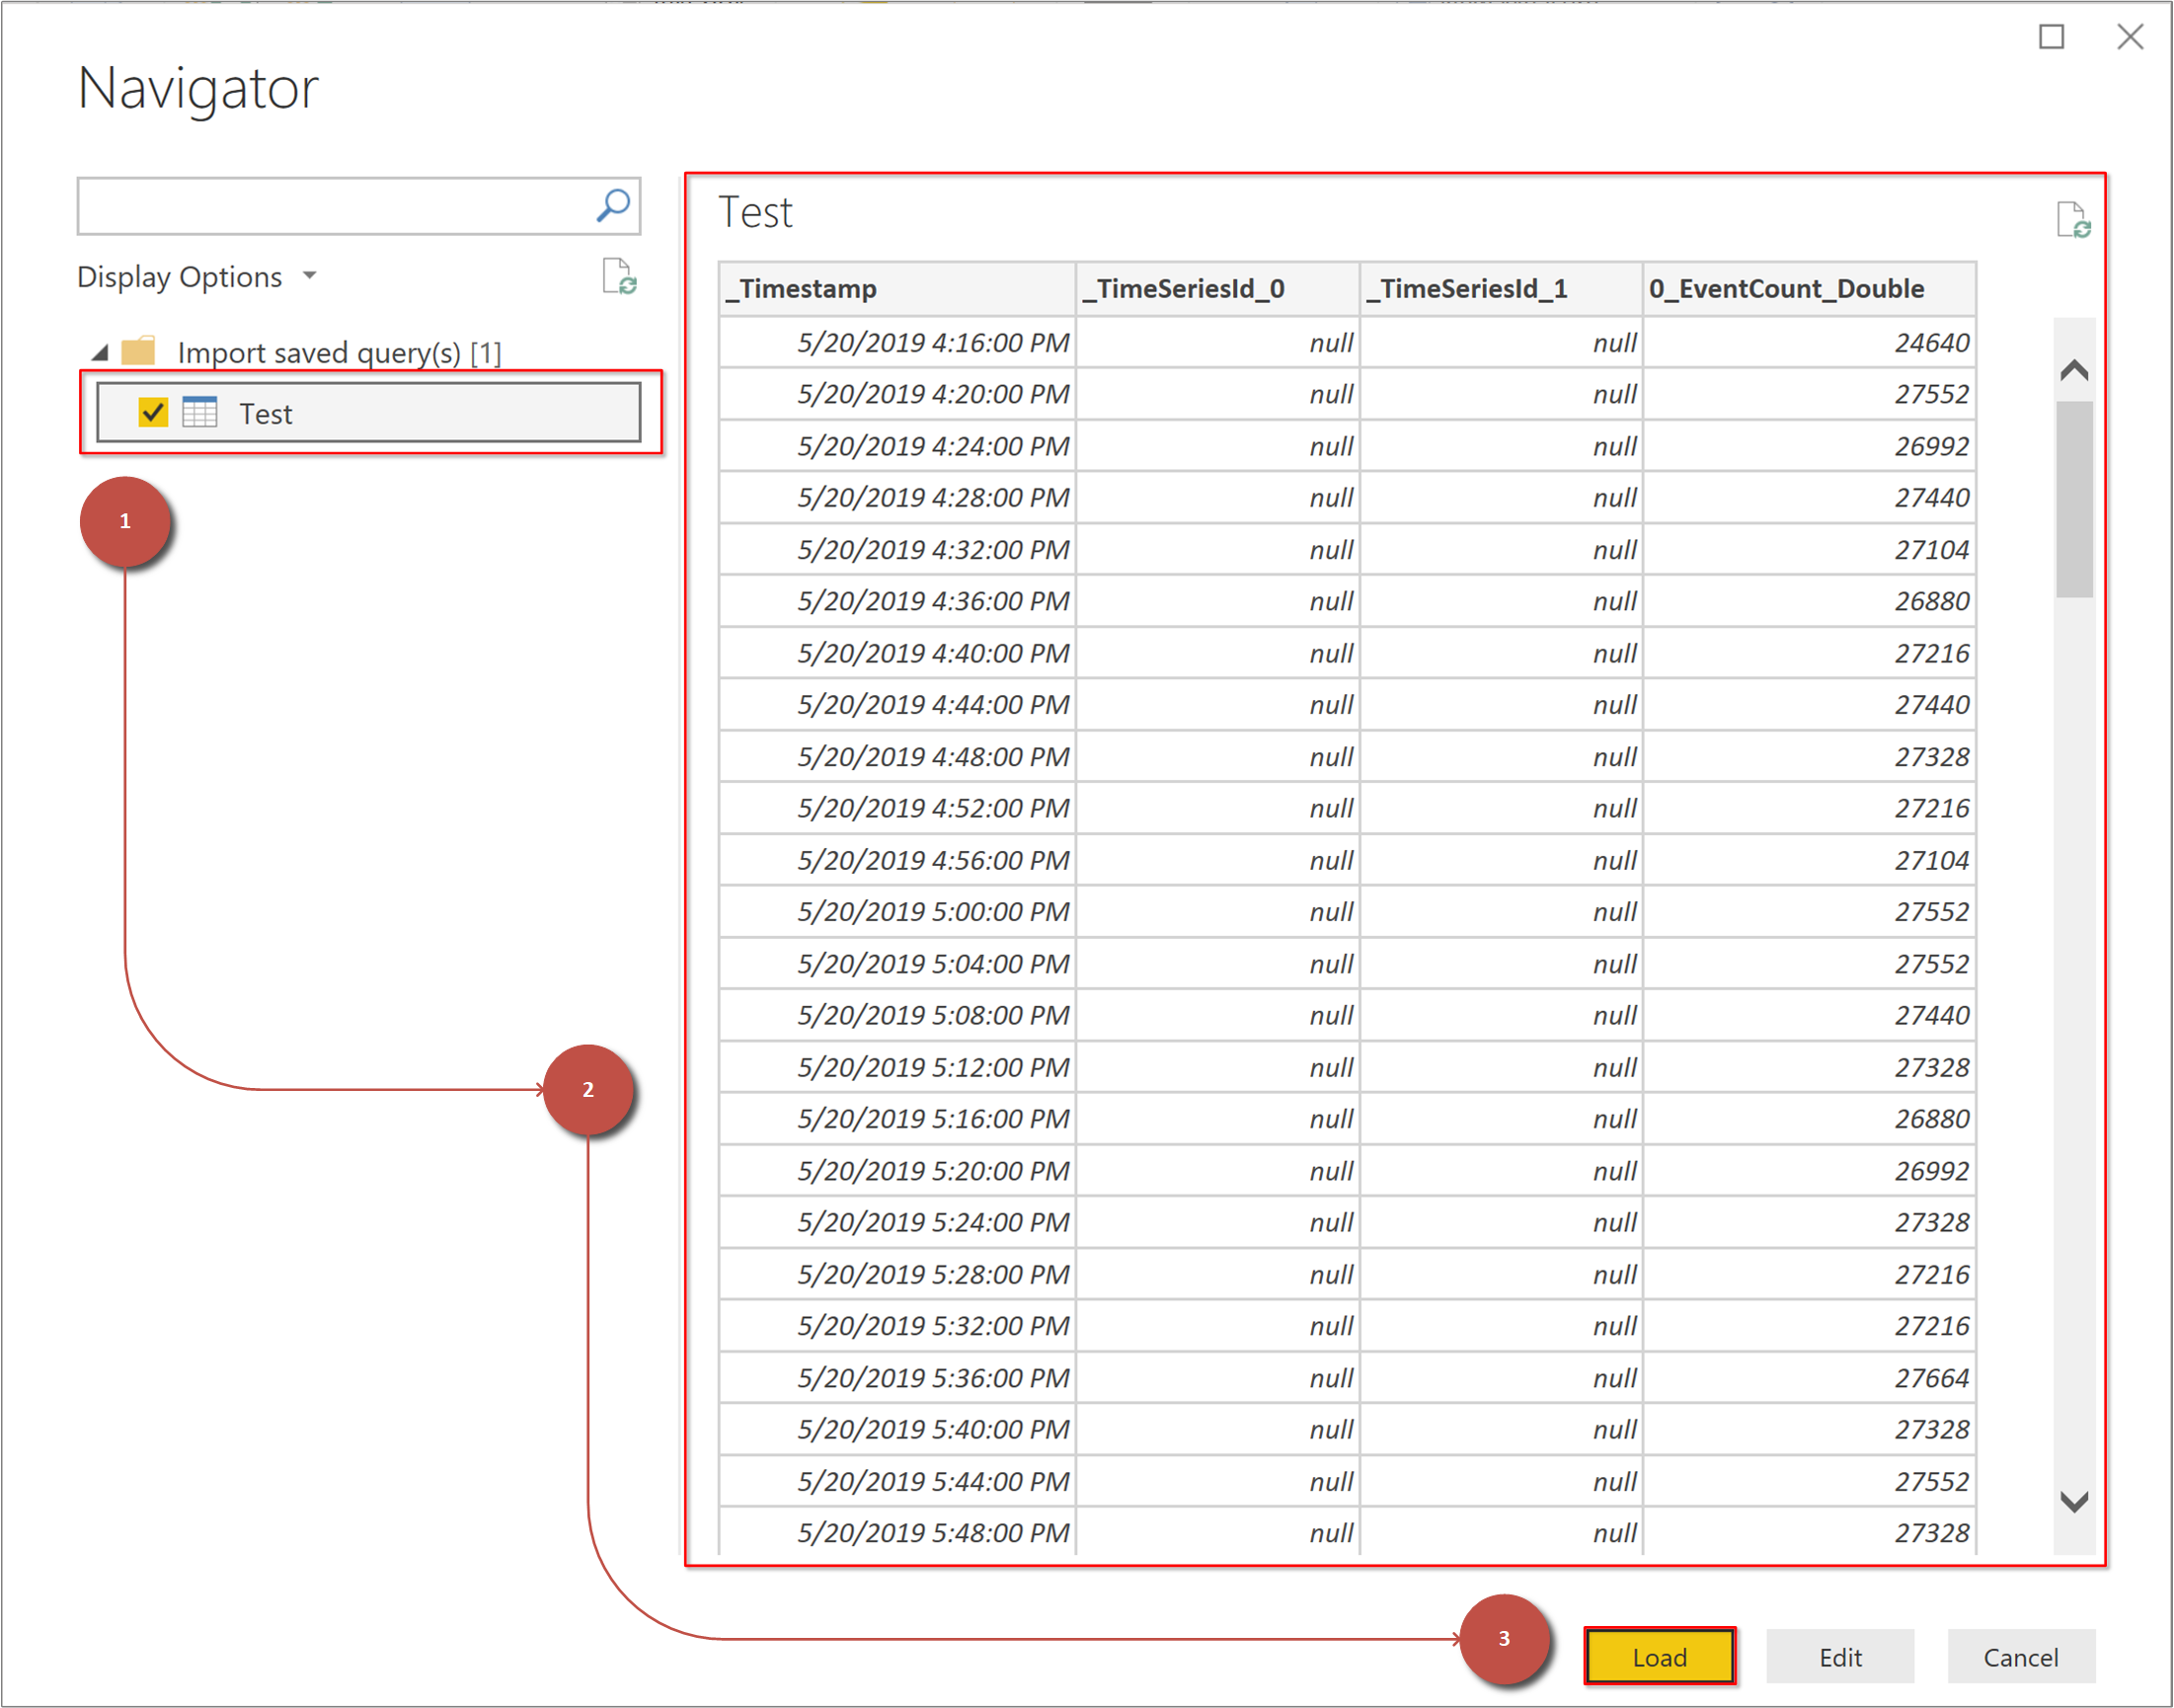 Navigator
Display Options
Import saved query(s) [1]
Test
1
2
Test
_Timestamp _TimeSeriesId_0 _TimeSeriesId_1 0_EventCount_Double
5/20/2019 4:16:00 PM null null 24640
5/20/2019 4:20:00 PM null null 27552
5/20/2019 4:24:00 PM null null 26992
5/20/2019 4:28:00 PM null null 27440
5/20/2019 4:32:00 PM null null 27104
5/20/2019 4:36:00 PM null null 26880
5/20/2019 4:40:00 PM null null 27216
5/20/2019 4:44:00 PM null null 27440
5/20/2019 4:48:00 PM null null 27328
5/20/2019 4:52:00 PM null null 27216
5/20/2019 4:56:00 PM null null 27104
5/20/2019 5:00:00 PM null null 27552
5/20/2019 5:04:00 PM null null 27552
5/20/2019 5:08:00 PM null null 27440
5/20/2019 5:12:00 PM null null 27328
5/20/2019 5:16:00 PM null null 26880
5/20/2019 5:20:00 PM null null 26992
5/20/2019 5:24:00 PM null null 27328
5/20/2019 5:28:00 PM null null 27216
5/20/2019 5:32:00 PM null null 27216
5/20/2019 5:36:00 PM null null 27664
5/20/2019 5:40:00 PM null null 27328
5/20/2019 5:44:00 PM null null 27552
5/20/2019 5:48:00 PM null null 27328
3
Load Edit Cancel